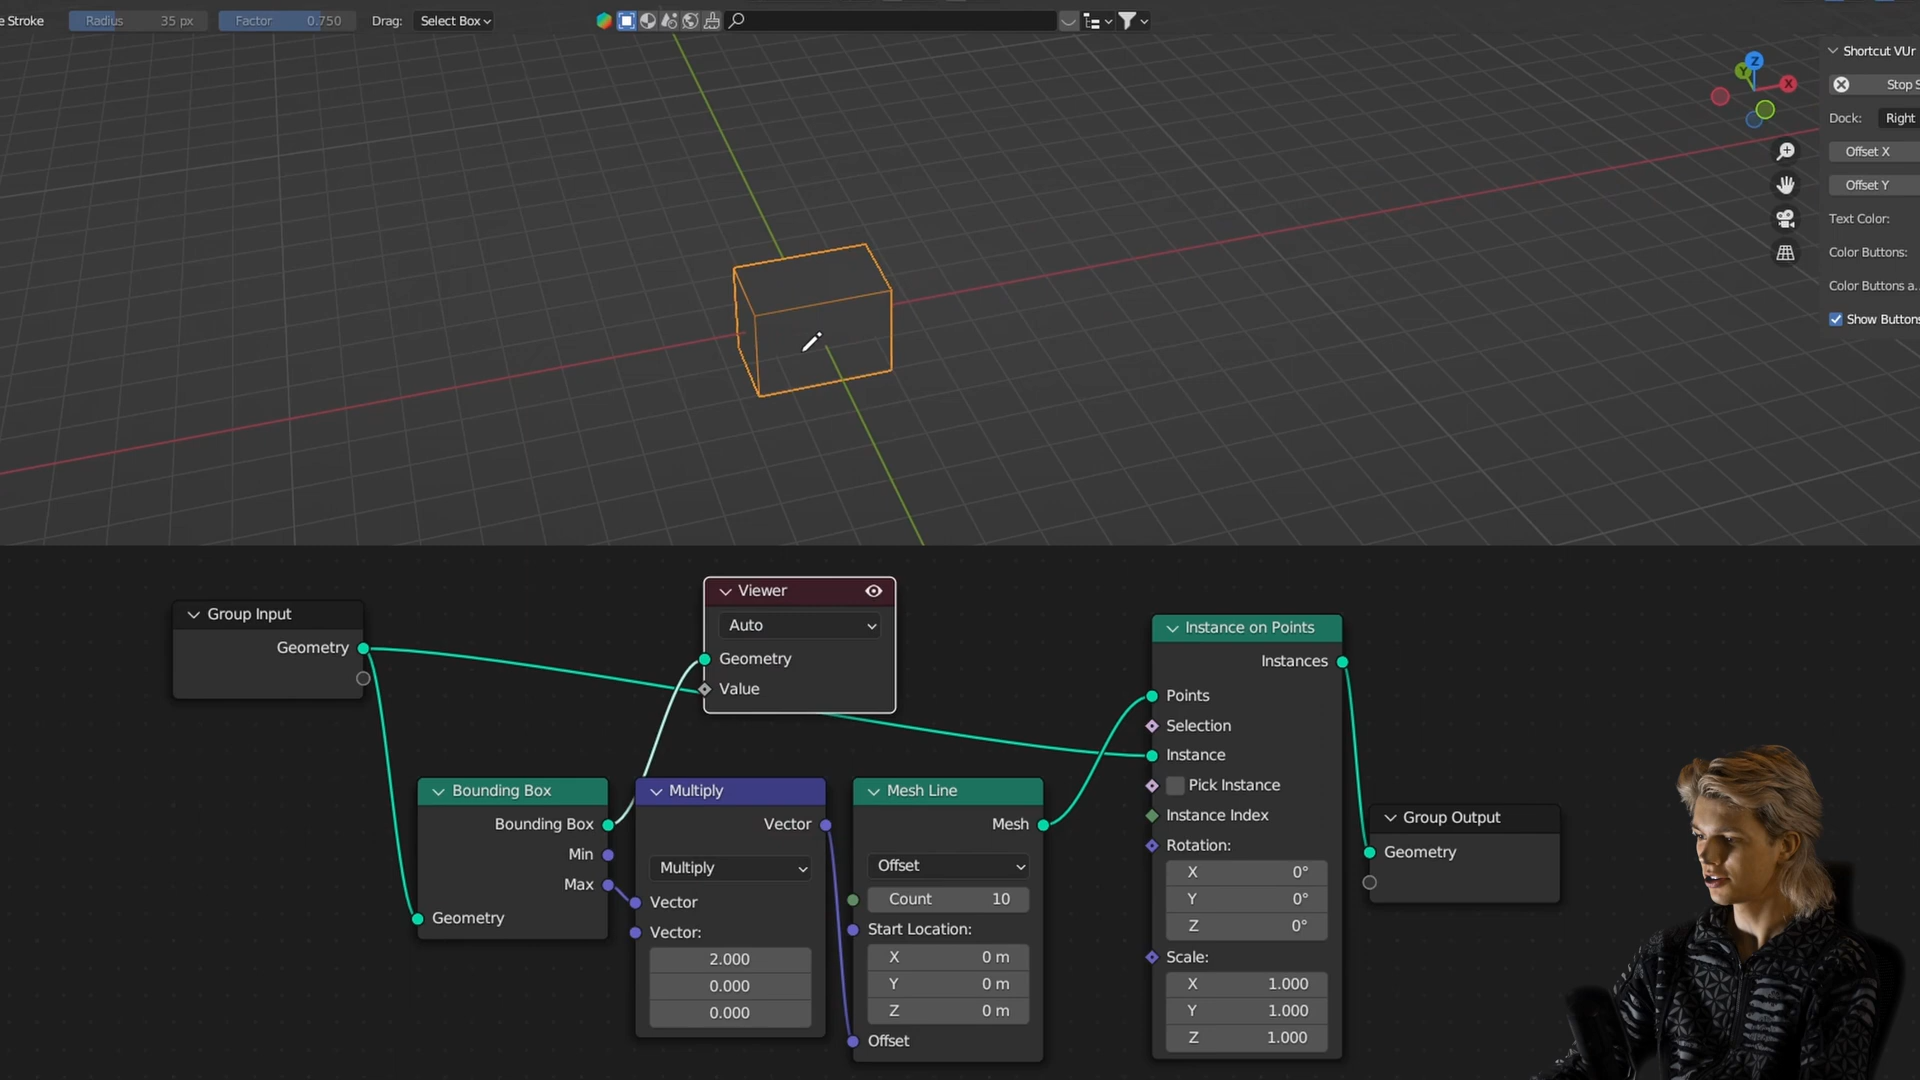 e Stroke
Radius 35 px
Factor 0.750
Drag:
Select Box
Z
Y
X
Shortcut VUr
Stop S
Dock: Right
Offset X
Offset Y
Text Color:
Color Buttons:
Color Buttons a..
Show Buttons
Group Input
Geometry
Viewer
Auto
Geometry
Value
Bounding Box
Bounding Box
Min
Max
Geometry
Multiply
Vector
Multiply
Vector
Vector:
2.000
0.000
0.000
Mesh Line
Mesh
Offset
Count 10
Start Location:
X 0 m
Y 0 m
Z 0 m
Offset
Instance on Points
Instances
Points
Selection
Instance
Pick Instance
Instance Index
Rotation:
X 0°
Y 0°
Z 0°
Scale:
X 1.000
Y 1.000
Z 1.000
Group Output
Geometry